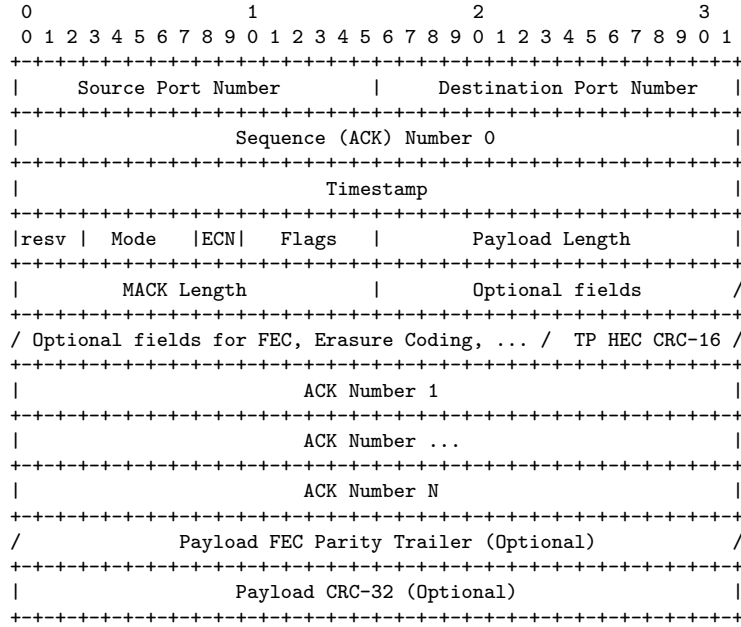 0                   1                   2                   3
0 1 2 3 4 5 6 7 8 9 0 1 2 3 4 5 6 7 8 9 0 1 2 3 4 5 6 7 8 9 0 1
+-+-+-+-+-+-+-+-+-+-+-+-+-+-+-+-+-+-+-+-+-+-+-+-+-+-+-+-+-+-+-+-+
| Source Port Number | Destination Port Number |
+-+-+-+-+-+-+-+-+-+-+-+-+-+-+-+-+-+-+-+-+-+-+-+-+-+-+-+-+-+-+-+-+
| Sequence (ACK) Number 0 |
+-+-+-+-+-+-+-+-+-+-+-+-+-+-+-+-+-+-+-+-+-+-+-+-+-+-+-+-+-+-+-+-+
| Timestamp |
+-+-+-+-+-+-+-+-+-+-+-+-+-+-+-+-+-+-+-+-+-+-+-+-+-+-+-+-+-+-+-+-+
|resv | Mode |ECN| Flags | Payload Length |
+-+-+-+-+-+-+-+-+-+-+-+-+-+-+-+-+-+-+-+-+-+-+-+-+-+-+-+-+-+-+-+-+
| MACK Length | Optional fields /
+-+-+-+-+-+-+-+-+-+-+-+-+-+-+-+-+-+-+-+-+-+-+-+-+-+-+-+-+-+-+-+-+
/ Optional fields for FEC, Erasure Coding, ... / TP HEC CRC-16 /
+-+-+-+-+-+-+-+-+-+-+-+-+-+-+-+-+-+-+-+-+-+-+-+-+-+-+-+-+-+-+-+-+
| ACK Number 1 |
+-+-+-+-+-+-+-+-+-+-+-+-+-+-+-+-+-+-+-+-+-+-+-+-+-+-+-+-+-+-+-+-+
| ACK Number ... |
+-+-+-+-+-+-+-+-+-+-+-+-+-+-+-+-+-+-+-+-+-+-+-+-+-+-+-+-+-+-+-+-+
| ACK Number N |
+-+-+-+-+-+-+-+-+-+-+-+-+-+-+-+-+-+-+-+-+-+-+-+-+-+-+-+-+-+-+-+-+
/ Payload FEC Parity Trailer (Optional) /
+-+-+-+-+-+-+-+-+-+-+-+-+-+-+-+-+-+-+-+-+-+-+-+-+-+-+-+-+-+-+-+-+
| Payload CRC-32 (Optional) |
+-+-+-+-+-+-+-+-+-+-+-+-+-+-+-+-+-+-+-+-+-+-+-+-+-+-+-+-+-+-+-+-+